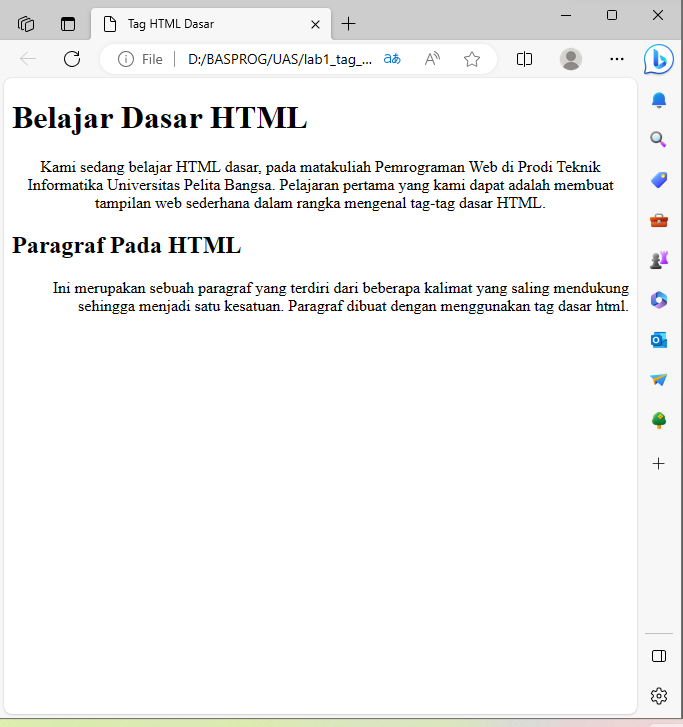 Tag HTML Dasar
File
D:/BASPROG/UAS/lab1_tag_...
Belajar Dasar HTML
Kami sedang belajar HTML dasar, pada matakuliah Pemrograman Web di Prodi Teknik
Informatika Universitas Pelita Bangsa. Pelajaran pertama yang kami dapat adalah membuat
tampilan web sederhana dalam rangka mengenal tag-tag dasar HTML.
Paragraf Pada HTML
Ini merupakan sebuah paragraf yang terdiri dari beberapa kalimat yang saling mendukung
sehingga menjadi satu kesatuan. Paragraf dibuat dengan menggunakan tag dasar html.